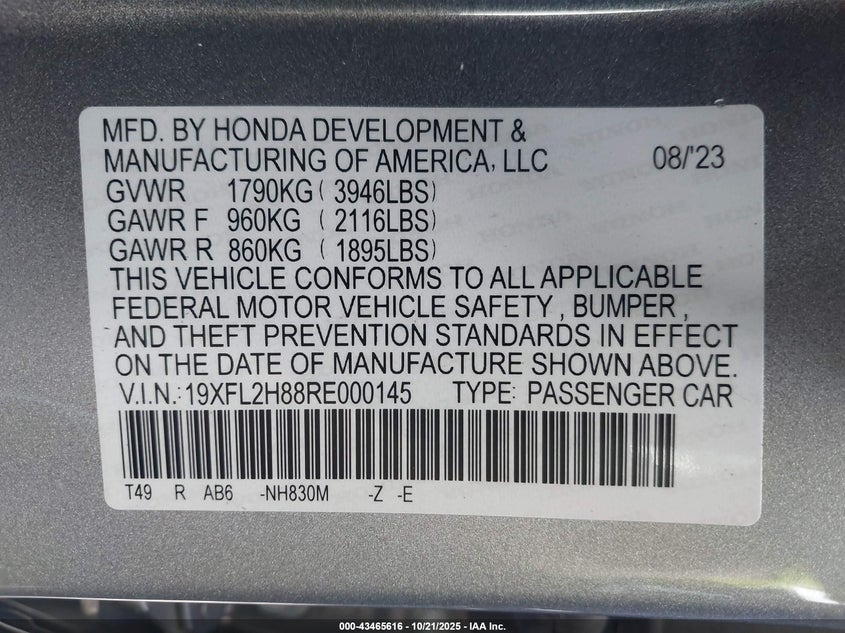 MFD. BY HONDA DEVELOPMENT &
MANUFACTURING OF AMERICA, LLC 08/'23
GVWR 1790KG ( 3946LBS)
GAWR F 960KG ( 2116LBS)
GAWR R 860KG ( 1895LBS)
THIS VEHICLE CONFORMS TO ALL APPLICABLE
FEDERAL MOTOR VEHICLE SAFETY , BUMPER ,
AND THEFT PREVENTION STANDARDS IN EFFECT
ON THE DATE OF MANUFACTURE SHOWN ABOVE.
V.I.N.: 19XFL2H88RE000145 TYPE: PASSENGER CAR
T49 R AB6 -NH830M -Z -E
000-43465616 - 10/21/2025 - IAA Inc.